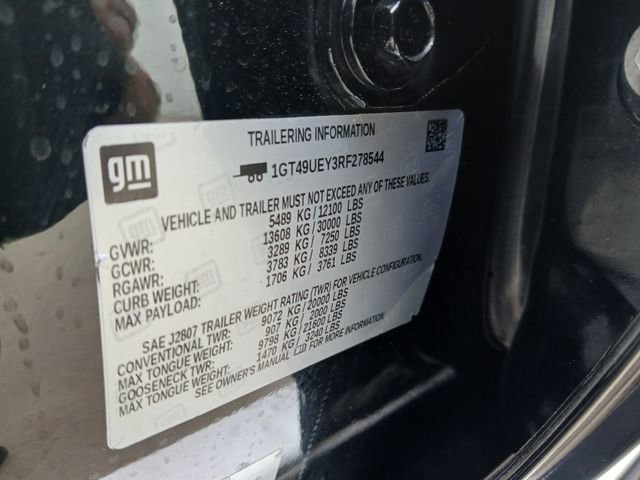 gm
TRAILERING INFORMATION
1GT49UEY3RF278544
VEHICLE AND TRAILER MUST NOT EXCEED ANY OF THESE VALUES.
GVWR: 5489 KG/12100 LBS
GCWR: 13608 KG/30000 LBS
RGAWR: 3289 KG / 7250 LBS
CURB WEIGHT: 3783 KG / 8339 LBS
MAX PAYLOAD: 1706 KG / 3761 LBS
SAE J2807 TRAILER WEIGHT RATING (TWR) FOR VEHICLE CONFIGURATION.
CONVENTIONAL TWR: 9072 KG/ 20000 LBS
MAX TONGUE WEIGHT: 907 KG/ 2000 LBS
GOOSENECK TWR: 9798 KG/ 21600 LBS
MAX TONGUE WEIGHT: 1470 KG/ 3240 LBS
SEE OWNER'S MANUAL FOR MORE INFORMATION